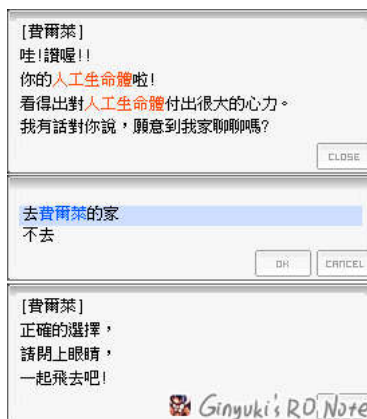 [費爾萊]
哇!讚喔!!
你的人工生命體啦!
看得出對人工生命體付出很大的心力。
我有話對你說，願意到我家聊聊嗎?
CLOSE
去費爾萊的家
不去
OK
CANCEL
[費爾萊]
正確的選擇，
請閉上眼睛，
一起飛去吧!
Ginyuki's RO Note